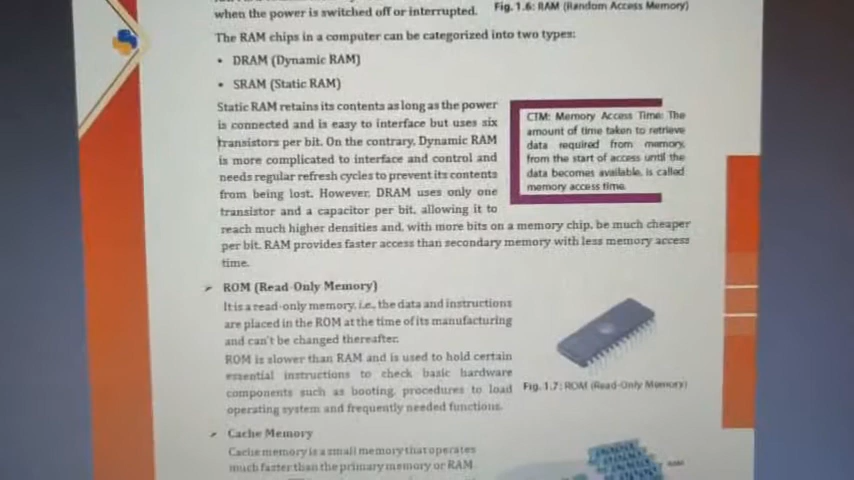 when the power is switched off or interrupted.
Fig. 1.6: RAM (Random Access Memory)
The RAM chips in a computer can be categorized into two types:
• DRAM (Dynamic RAM)
• SRAM (Static RAM)
Static RAM retains its contents as long as the power
is connected and is easy to interface but uses six
transistors per bit. On the contrary, Dynamic RAM
is more complicated to interface and control and
needs regular refresh cycles to prevent its contents
from being lost. However, DRAM uses only one
transistor and a capacitor per bit, allowing it to
reach much higher densities and, with more bits on a memory chip, be much cheaper
per bit. RAM provides faster access than secondary memory with less memory access
time.
CTM: Memory Access Time: The
amount of time taken to retrieve
data required from memory,
from the start of access until the
data becomes available, is called
memory access time.
➢ ROM (Read-Only Memory)
It is a read-only memory, i.e., the data and instructions
are placed in the ROM at the time of its manufacturing
and can't be changed thereafter.
ROM is slower than RAM and is used to hold certain
essential instructions to check basic hardware
components such as booting, procedures to load
operating system and frequently needed functions.
Fig. 1.7: ROM (Read-Only Memory)
➢ Cache Memory
Cache memory is a small memory that operates
much faster than the primary memory or RAM.
RAM